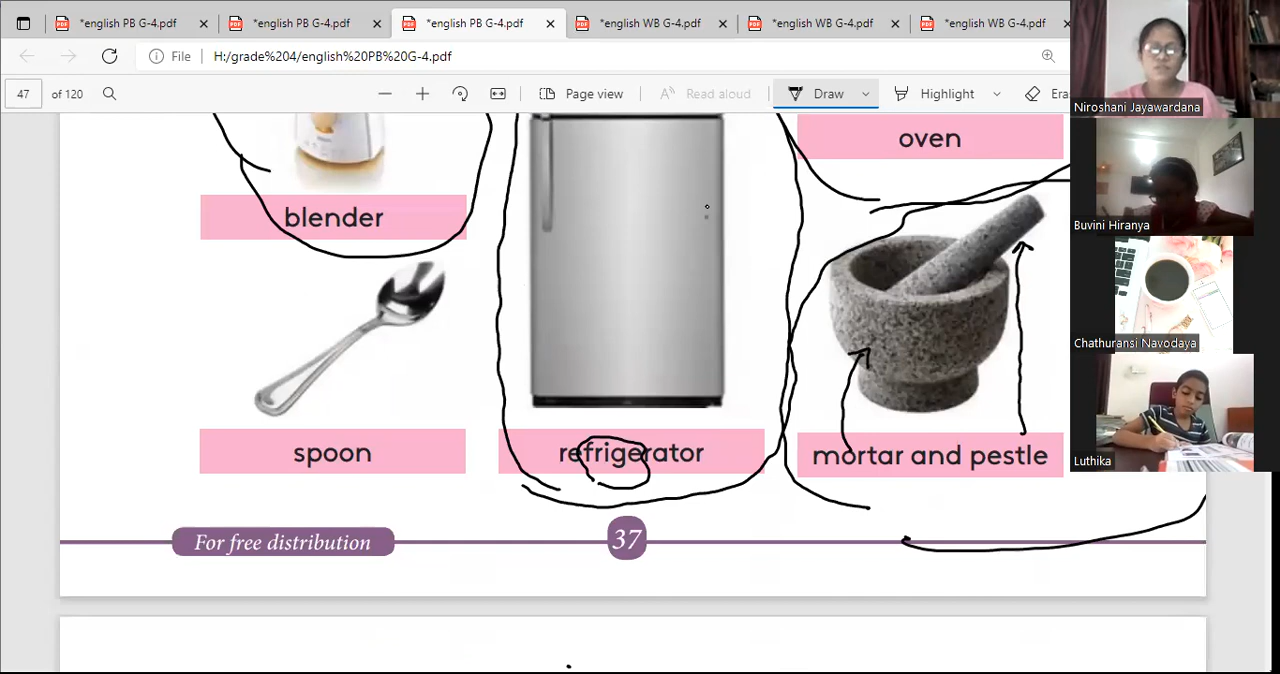 *english PB G-4.pdf
*english PB G-4.pdf
*english PB G-4.pdf
*english WB G-4.pdf
*english WB G-4.pdf
*english WB G-4.pdf
File
H:/grade%204/english%20PB%20G-4.pdf
47 of 120
Page view
Read aloud
Draw
Highlight
Era
blender
oven
spoon
refrigerator
mortar and pestle
For free distribution
37
Niroshani Jayawardana
Buvini Hiranya
Chathuransi Navodaya
Luthika